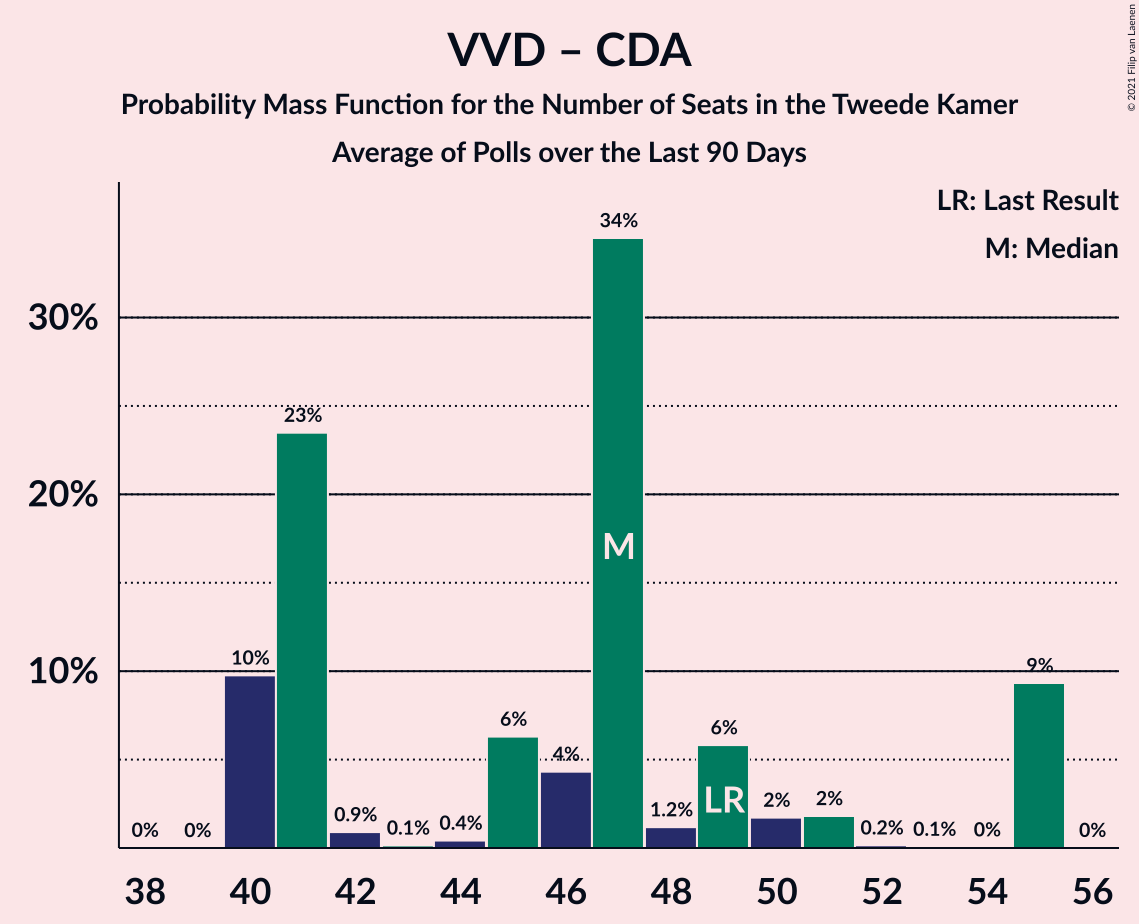 VVD – CDA
Probability Mass Function for the Number of Seats in the Tweede Kamer
Average of Polls over the Last 90 Days
© 2021 Filip van Laenen
LR: Last Result
M: Median
30%
20%
10%
0% 0% 10% 23% 0.9% 0.1% 0.4% 6% 4% 34% 1.2% 6% 2% 2% 0.2% 0.1% 0% 9% 0%
M
LR
38 40 42 44 46 48 50 52 54 56